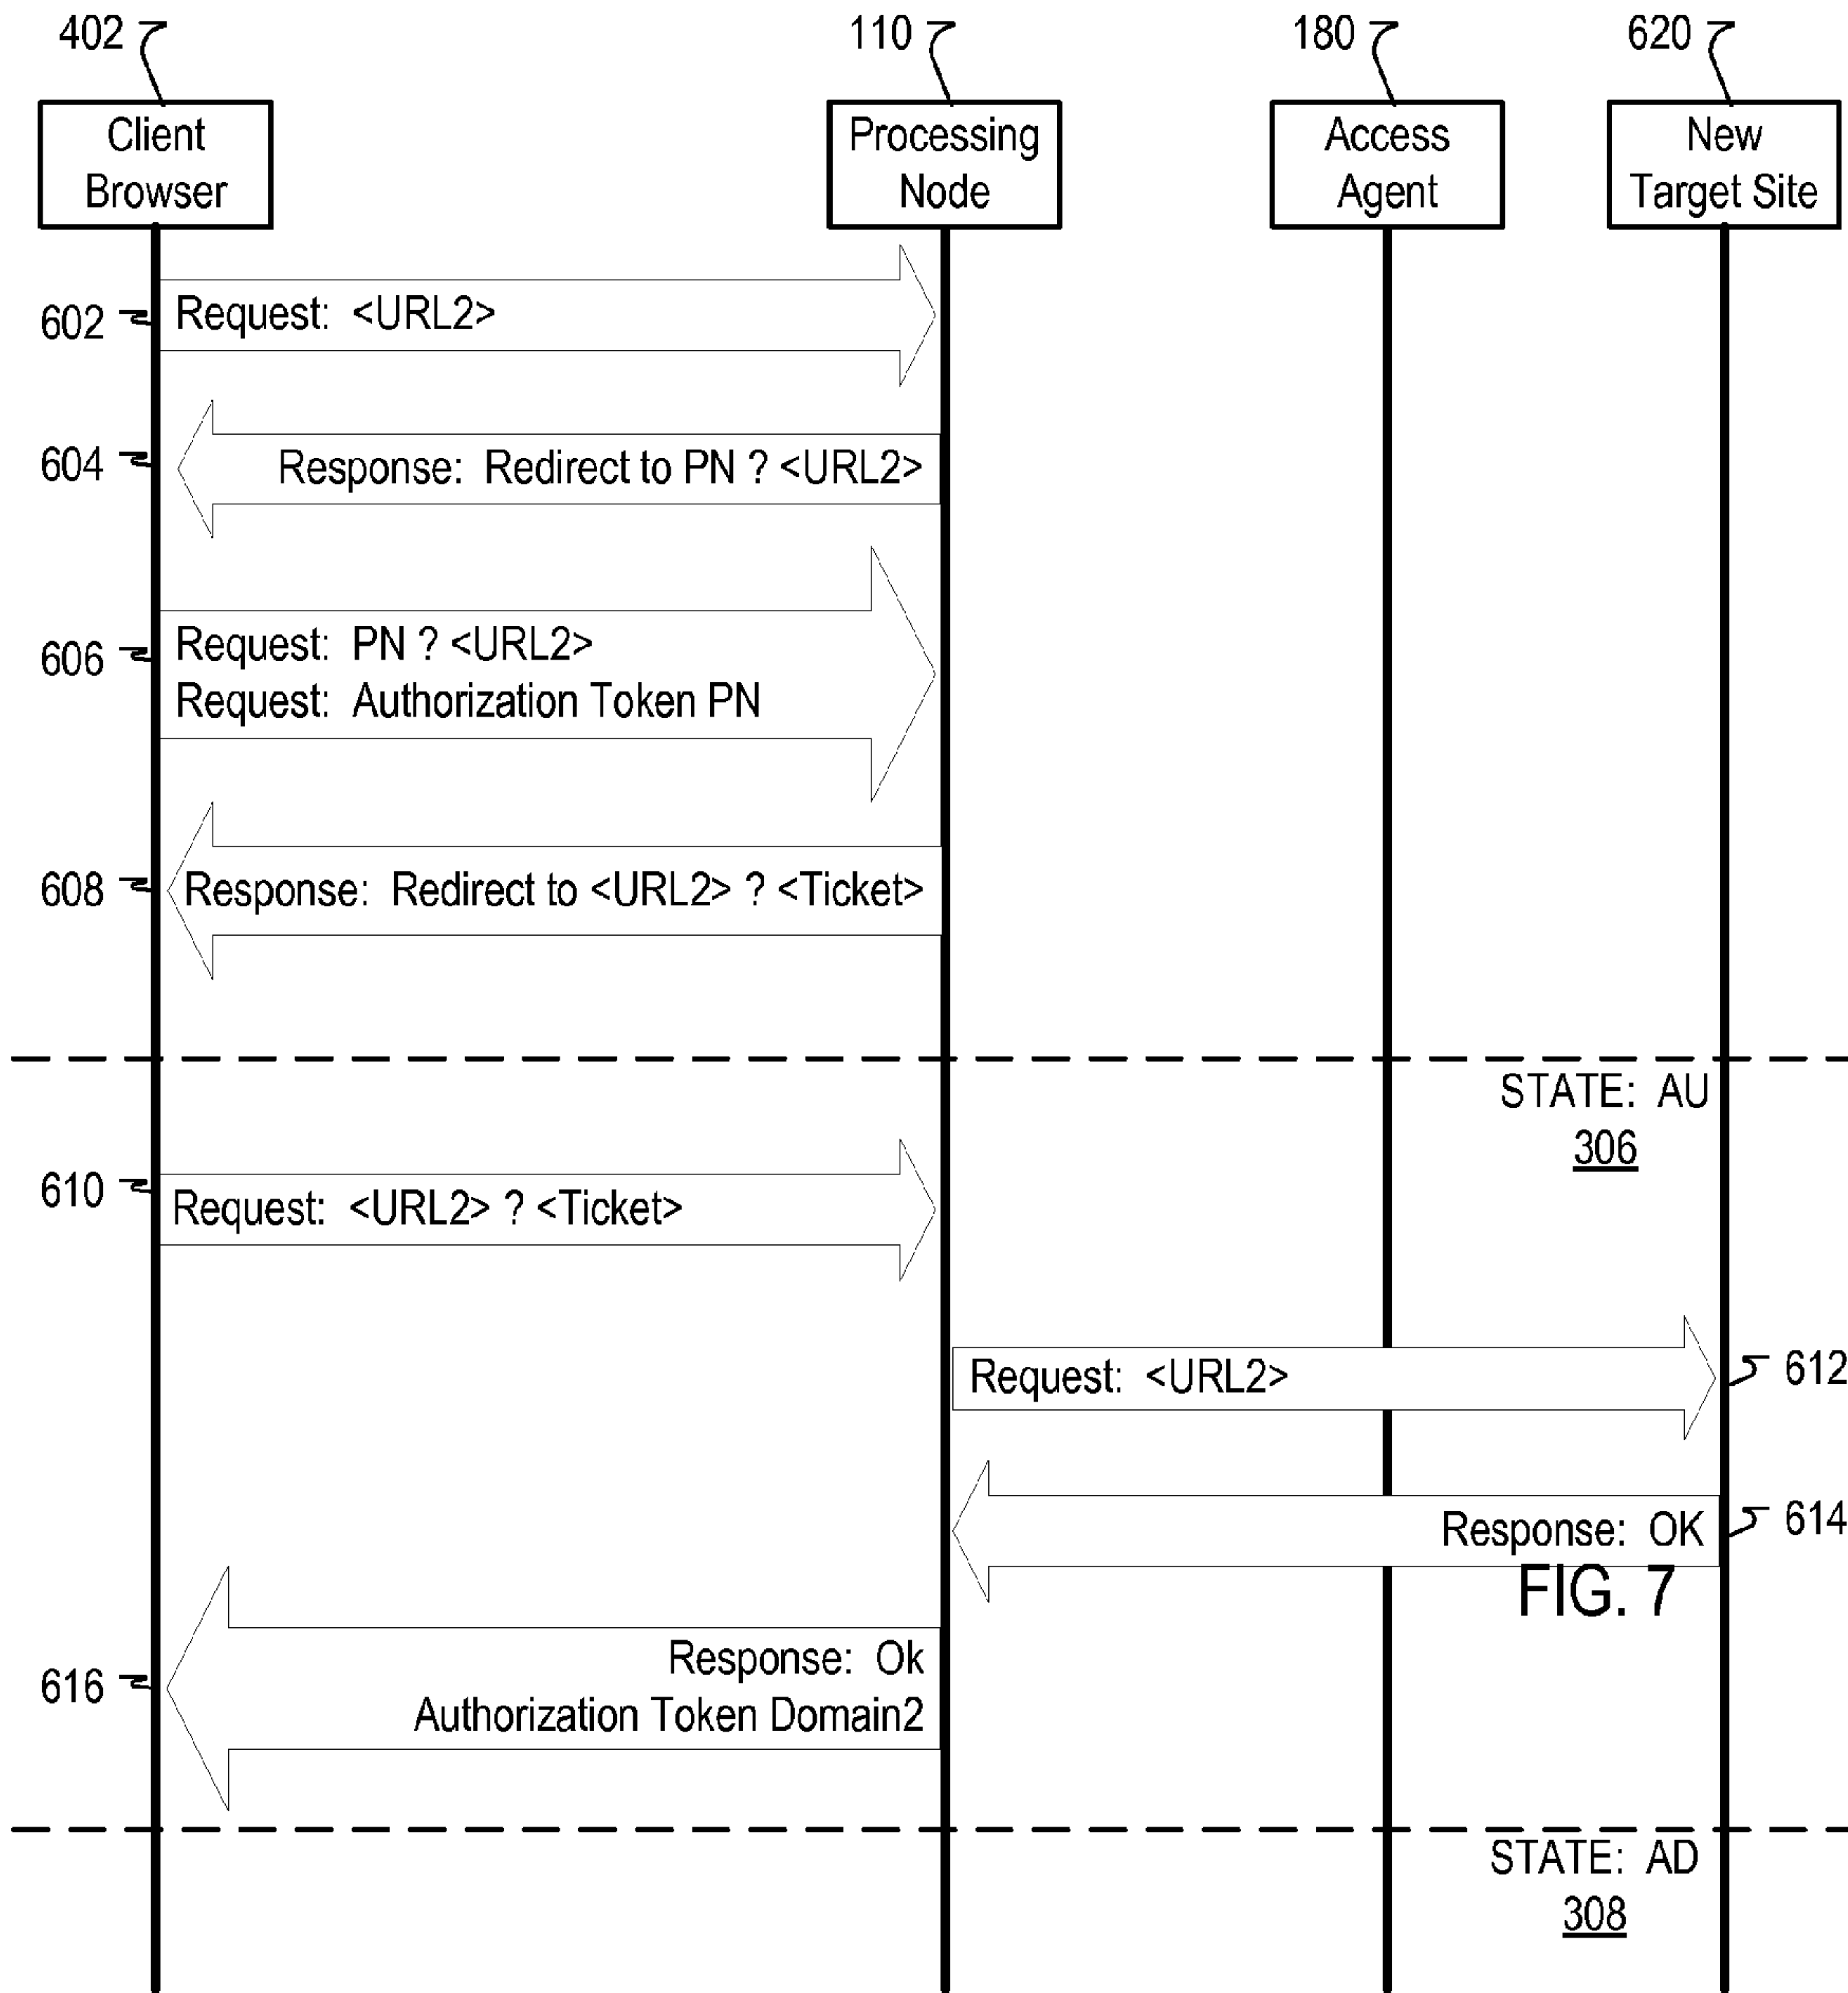 402
110
180
620
Client
Browser
Processing
Node
Access
Agent
New
Target Site
602
Request: <URL2>
604
Response: Redirect to PN ? <URL2>
606
Request: PN ? <URL2>
Request: Authorization Token PN
608
Response: Redirect to <URL2> ? <Ticket>
STATE: AU
306
610
Request: <URL2> ? <Ticket>
Request: <URL2>
612
Response: OK
614
FIG. 7
616
Response: Ok
Authorization Token Domain2
STATE: AD
308